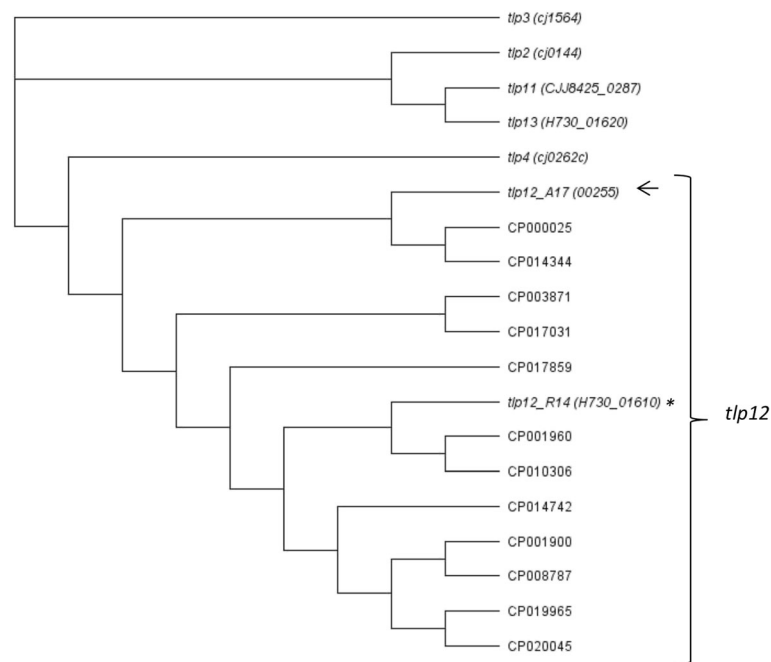 tlp3 (cj1564)
tlp2 (cj0144)
tlp11 (CJJ8425_0287)
tlp13 (H730_01620)
tlp4 (cj0262c)
tlp12_A17 (00255)
CP000025
CP014344
CP003871
CP017031
CP017859
tlp12_R14 (H730_01610) *
CP001960
CP010306
CP014742
CP001900
CP008787
CP019965
CP020045
tlp12